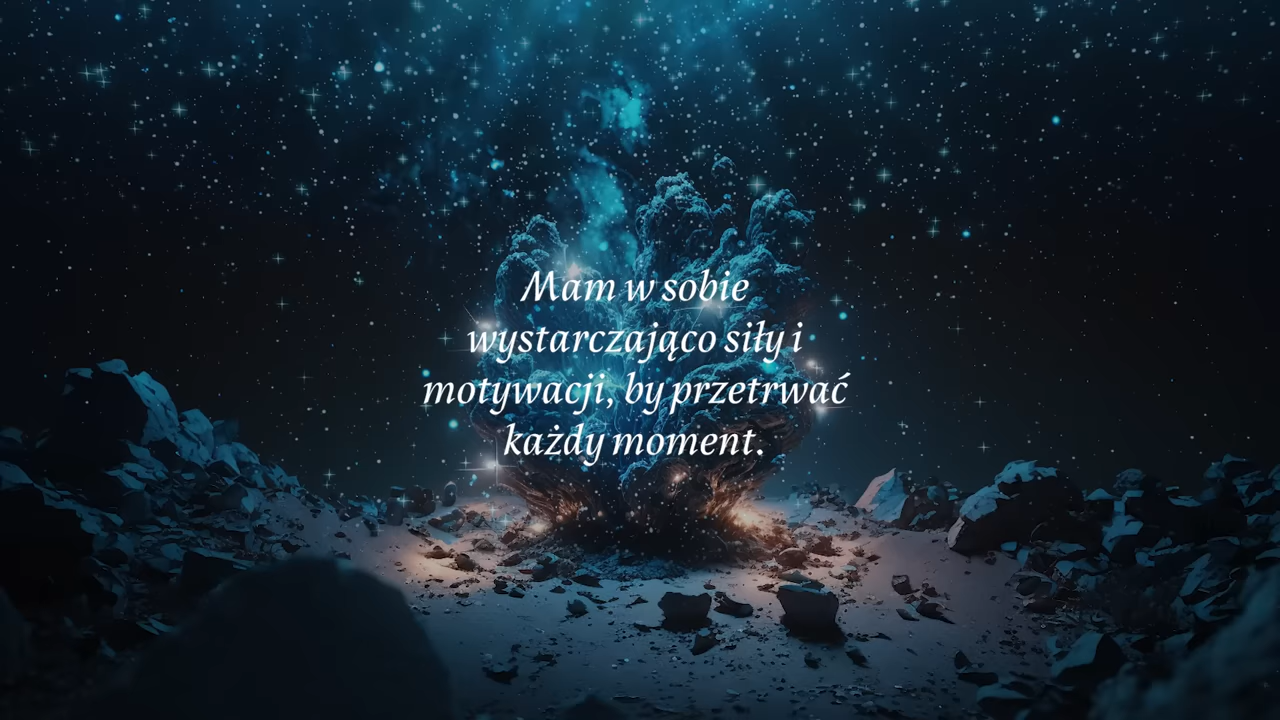 Mam w sobie
wystarczająco siły i
motywacji, by przetrwać
każdy moment.